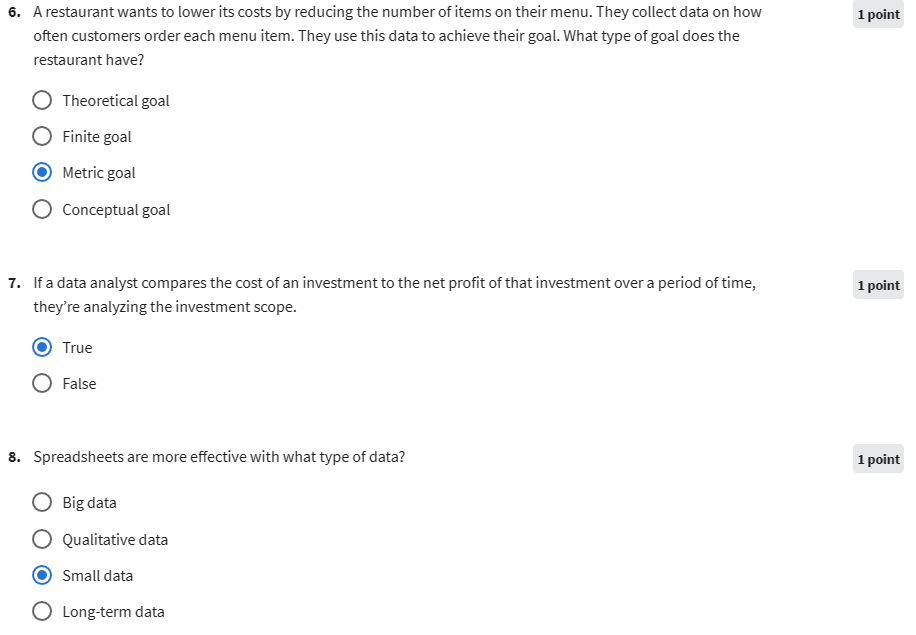 6. A restaurant wants to lower its costs by reducing the number of items on their menu. They collect data on how 1 point
often customers order each menu item. They use this data to achieve their goal. What type of goal does the
restaurant have?
Theoretical goal
Finite goal
Metric goal
Conceptual goal
7. If a data analyst compares the cost of an investment to the net profit of that investment over a period of time, 1 point
they’re analyzing the investment scope.
True
False
8. Spreadsheets are more effective with what type of data? 1 point
Big data
Qualitative data
Small data
Long-term data